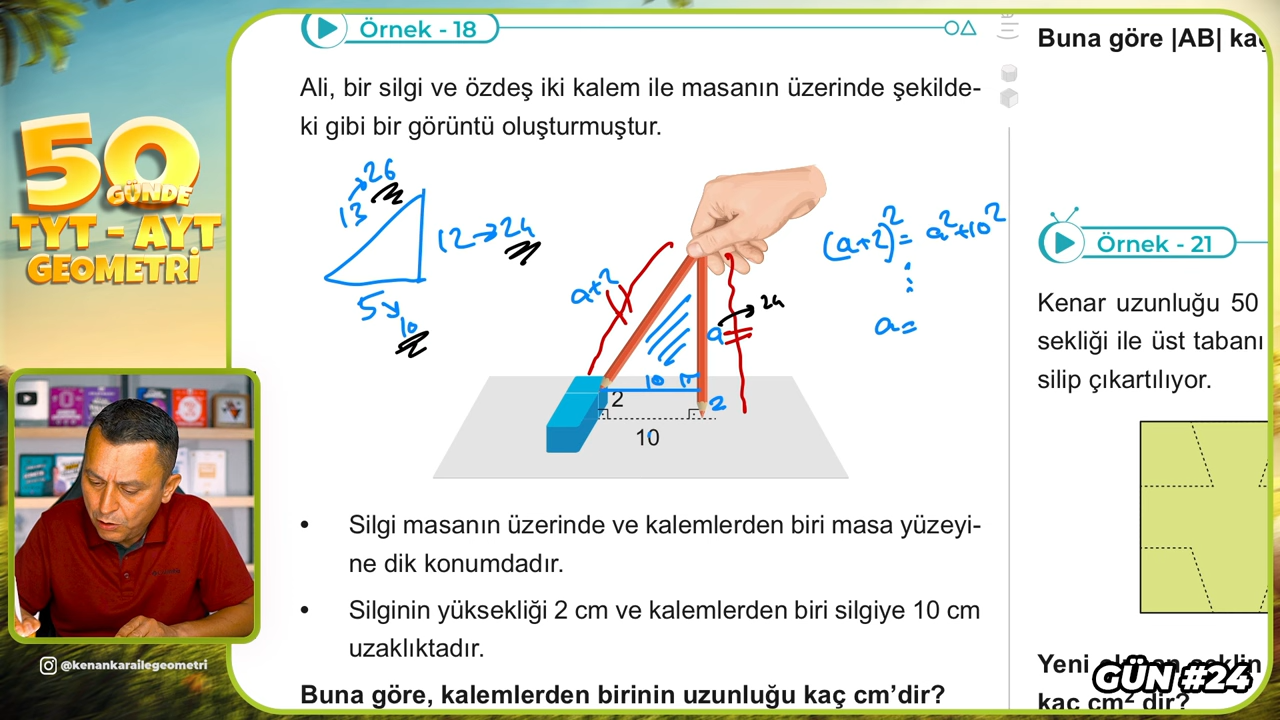 50
GÜNDE
TYT - AYT
GEOMETRİ
@kenankarailegeometri
Örnek - 18
Ali, bir silgi ve özdeş iki kalem ile masanın üzerinde şekilde-
ki gibi bir görüntü oluşturmuştur.
13 → 26
12 → 24
5 → 10
a+2
a → 24
10
2
2
10
(a+2)² = a²+10²
⋮
a=
• Silgi masanın üzerinde ve kalemlerden biri masa yüzeyi-
ne dik konumdadır.
• Silginin yüksekliği 2 cm ve kalemlerden biri silgiye 10 cm
uzaklıktadır.
Buna göre, kalemlerden birinin uzunluğu kaç cm’dir?
Buna göre |AB| kaç
Örnek - 21
Kenar uzunluğu 50
sekliği ile üst tabanı
silip çıkartılıyor.
Yeni
kaç cm² dir?
GÜN #24